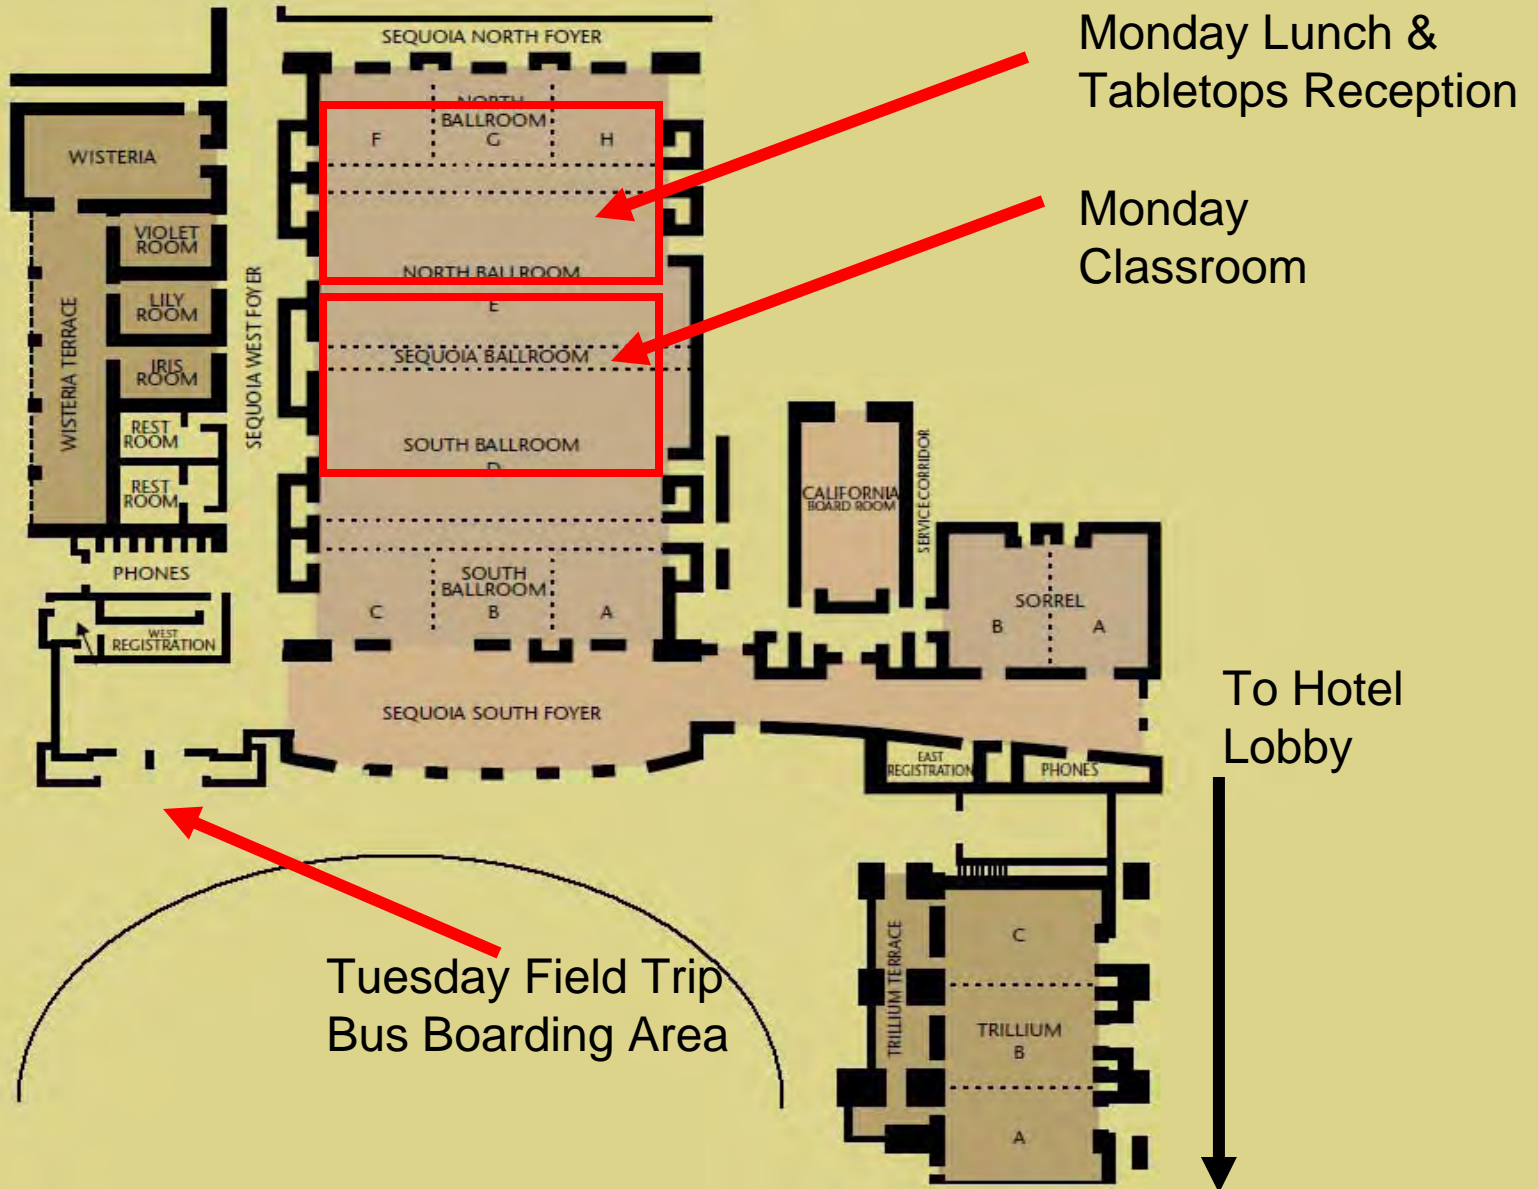 SEQUOIA NORTH FOYER
Monday Lunch &
Tabletops Reception
NORTH
BALLROOM
F
G
H
WISTERIA
Monday
Classroom
VIOLET
ROOM
LILY
ROOM
IRIS
ROOM
WISTERIA TERRACE
REST
ROOM
REST
ROOM
SEQUOIA WEST FOYER
NORTH BALLROOM
E
SEQUOIA BALLROOM
SOUTH BALLROOM
D
CALIFORNIA
BOARD ROOM
SERVICE CORRIDOR
PHONES
SOUTH
BALLROOM
C
B
A
SORREL
B
A
WEST
REGISTRATION
SEQUOIA SOUTH FOYER
To Hotel
Lobby
EAST
REGISTRATION
PHONES
Tuesday Field Trip
Bus Boarding Area
TRILLIUM TERRACE
C
TRILLIUM
B
A